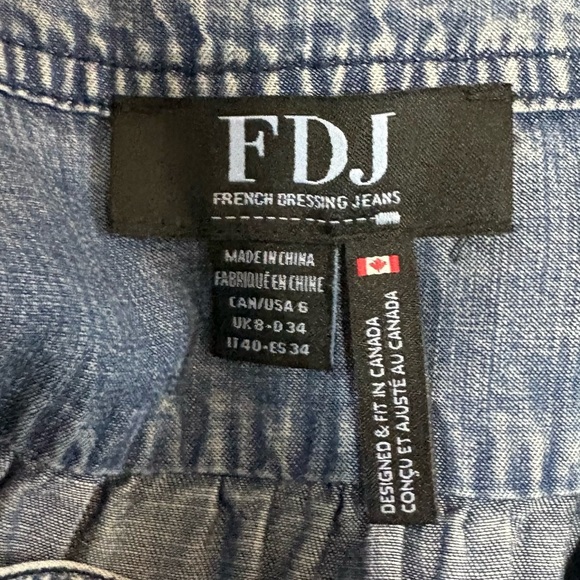 FDJ
FRENCH DRESSING JEANS
MADE IN CHINA
FABRIQUÉ EN CHINE
CAN/USA 6
UK 8-D 34
IT 40-ES 34
DESIGNED & FIT IN CANADA
CONÇU ET AJUSTÉ AU CANADA